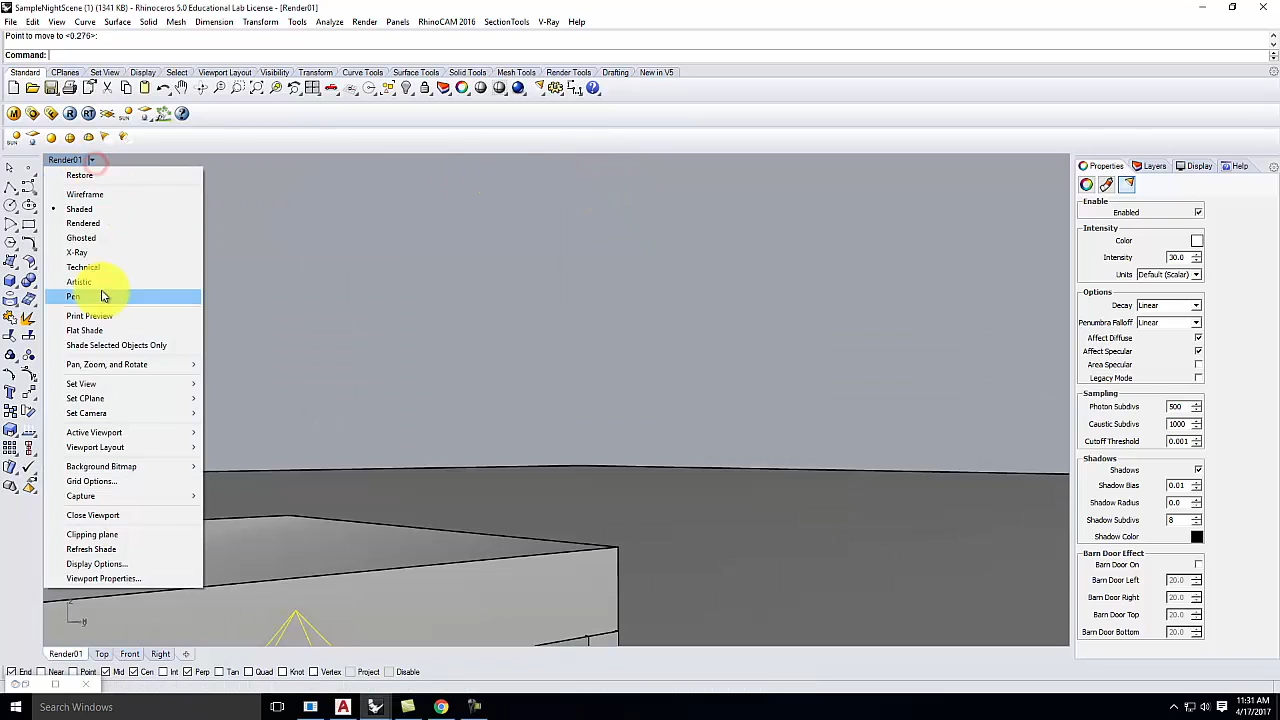 SampleNightScene (1) (1341 KB) - Rhinoceros 5.0 Educational Lab License - [Render01]
File Edit View Curve Surface Solid Mesh Dimension Transform Tools Analyze Render Panels RhinoCAM 2016 SectionTools V-Ray Help
Point to move to <0.276>:
Command:
Standard CPlanes Set View Display Select Viewport Layout Visibility Transform Curve Tools Surface Tools Solid Tools Mesh Tools Render Tools Drafting New in V5
M R RT SUN
SUN
Render01
Restore
Wireframe
Shaded
Rendered
Ghosted
X-Ray
Technical
Artistic
Pen
Print Preview
Flat Shade
Shade Selected Objects Only
Pan, Zoom, and Rotate
Set View
Set CPlane
Set Camera
Active Viewport
Viewport Layout
Background Bitmap
Grid Options...
Capture
Close Viewport
Clipping plane
Refresh Shade
Display Options...
Viewport Properties...
Properties Layers Display Help
Enable
Enabled
Intensity
Color
Intensity 30.0
Units Default (Scalar)
Options
Decay Linear
Penumbra Falloff Linear
Affect Diffuse
Affect Specular
Area Specular
Legacy Mode
Sampling
Photon Subdivs 500
Caustic Subdivs 1000
Cutoff Threshold 0.001
Shadows
Shadows
Shadow Bias 0.01
Shadow Radius 0.0
Shadow Subdivs 8
Shadow Color
Barn Door Effect
Barn Door On
Barn Door Left 20.0
Barn Door Right 20.0
Barn Door Top 20.0
Barn Door Bottom 20.0
Render01 Top Front Right
End Near Point Mid Cen Int Perp Tan Quad Knot Vertex Project Disable
Search Windows
11:31 AM
4/17/2017